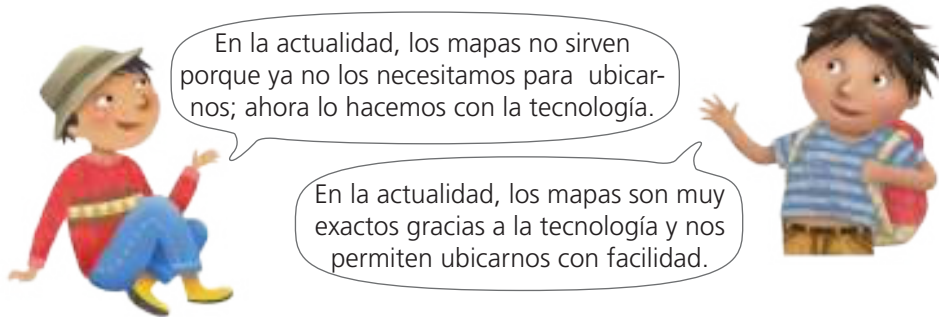 En la actualidad, los mapas no sirven
porque ya no los necesitamos para ubicar-
nos; ahora lo hacemos con la tecnología.
En la actualidad, los mapas son muy
exactos gracias a la tecnología y nos
permiten ubicarnos con facilidad.